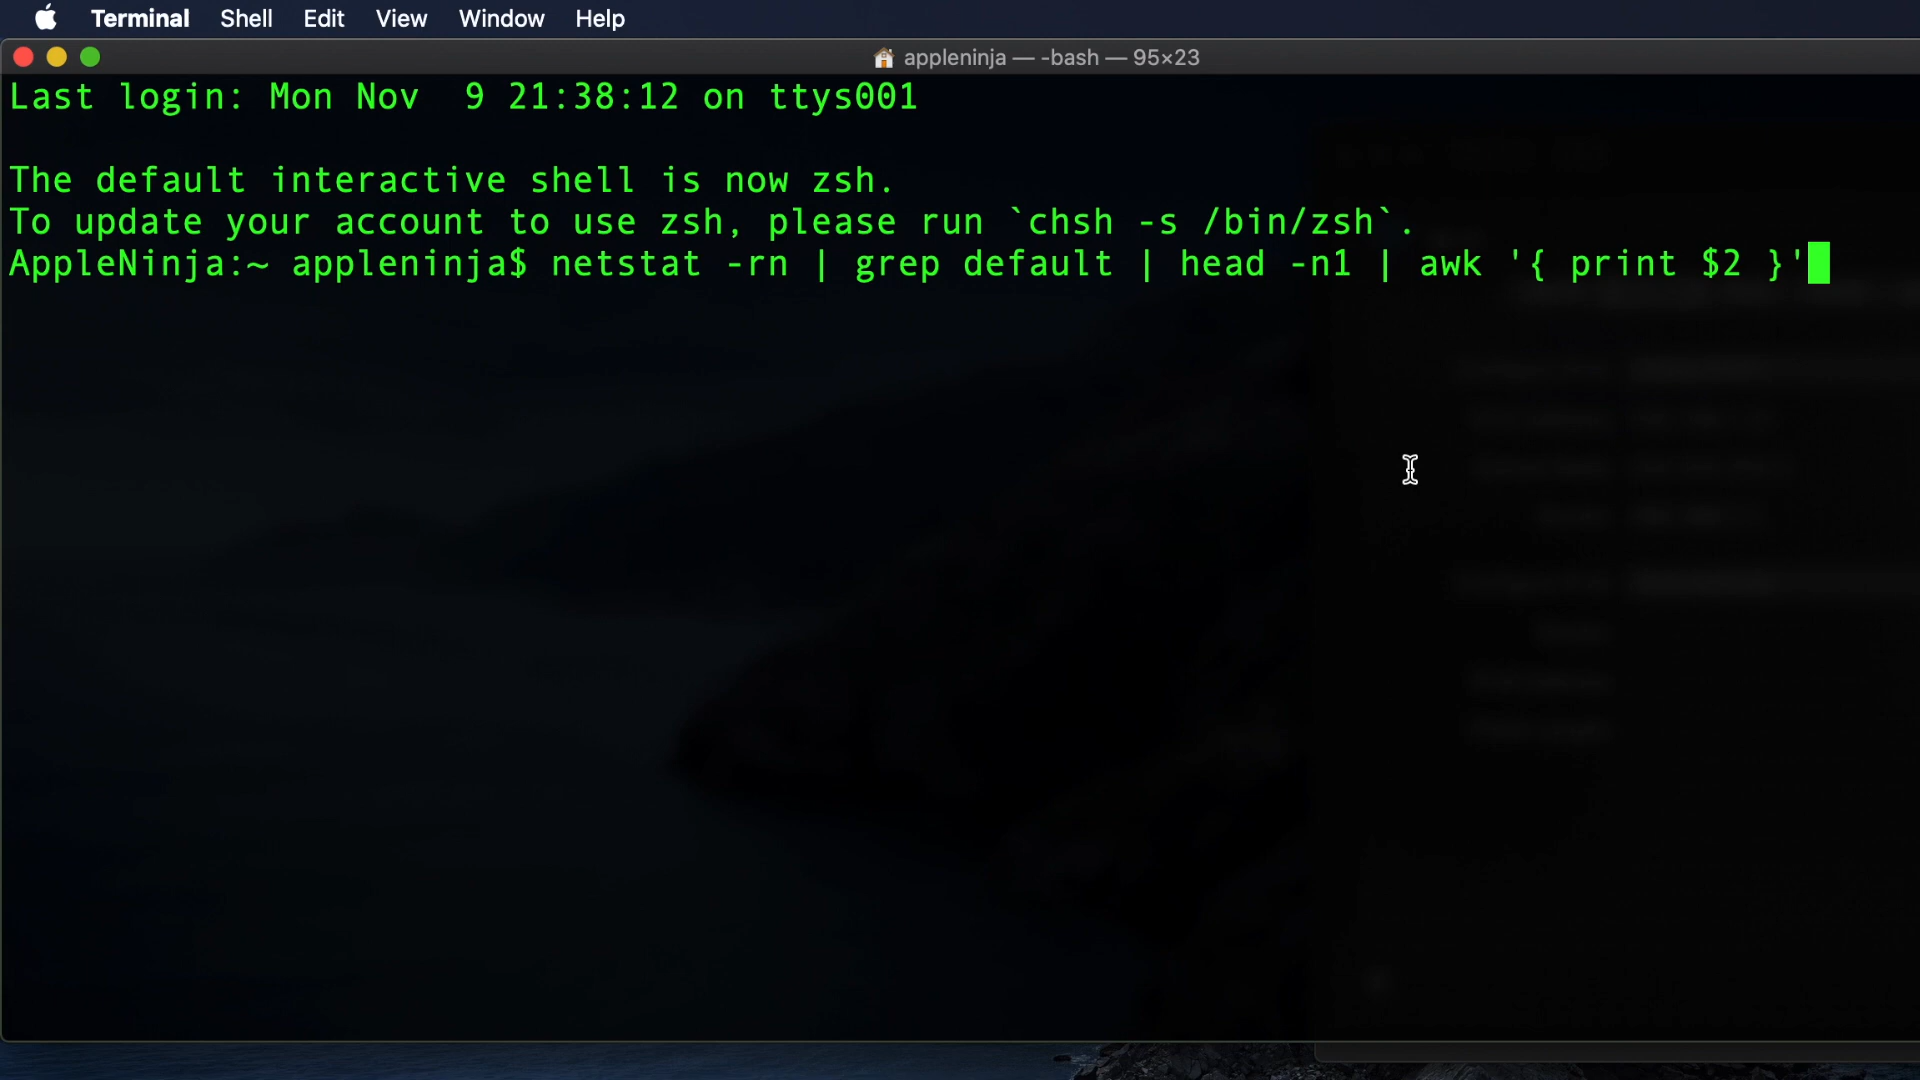 Terminal Shell Edit View Window Help
appleninja — -bash — 95×23
Last login: Mon Nov  9 21:38:12 on ttys001
The default interactive shell is now zsh.
To update your account to use zsh, please run `chsh -s /bin/zsh`.
AppleNinja:~ appleninja$ netstat -rn | grep default | head -n1 | awk '{ print $2 }'